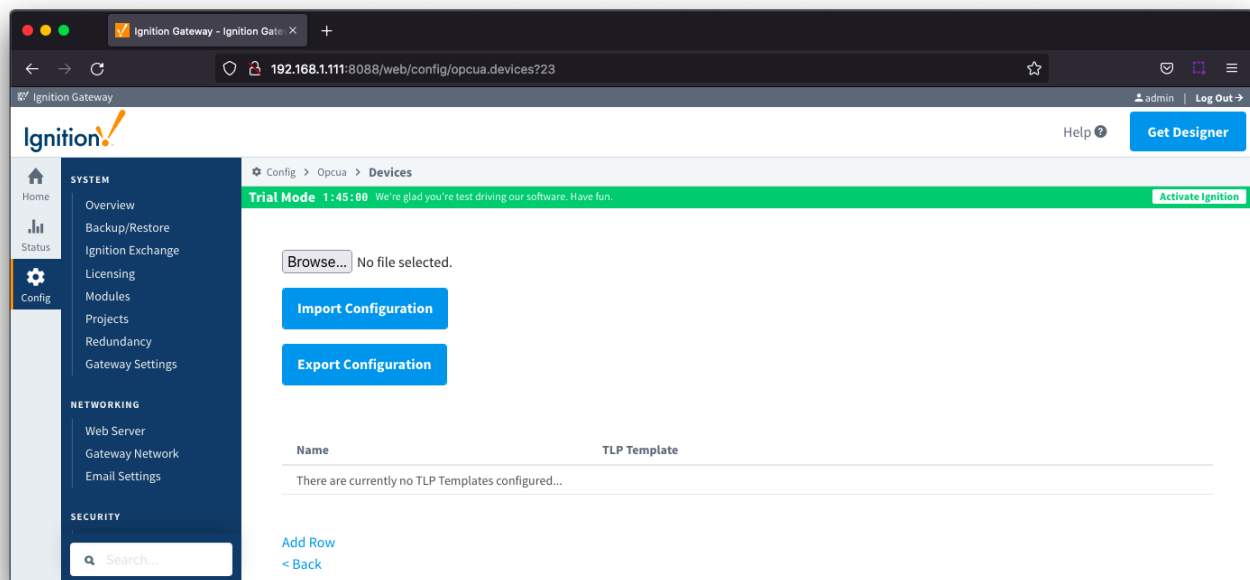 Ignition Gateway - Ignition Gate
192.168.1.111:8088/web/config/opcua.devices?23
Ignition Gateway
admin | Log Out
Ignition!
Help
Get Designer
Home
Status
Config
SYSTEM
Overview
Backup/Restore
Ignition Exchange
Licensing
Modules
Projects
Redundancy
Gateway Settings
NETWORKING
Web Server
Gateway Network
Email Settings
SECURITY
Search...
Config > Opcua > Devices
Trial Mode 1:45:00 We're glad you're test driving our software. Have fun.
Activate Ignition
Browse... No file selected.
Import Configuration
Export Configuration
Name TLP Template
There are currently no TLP Templates configured...
Add Row
< Back